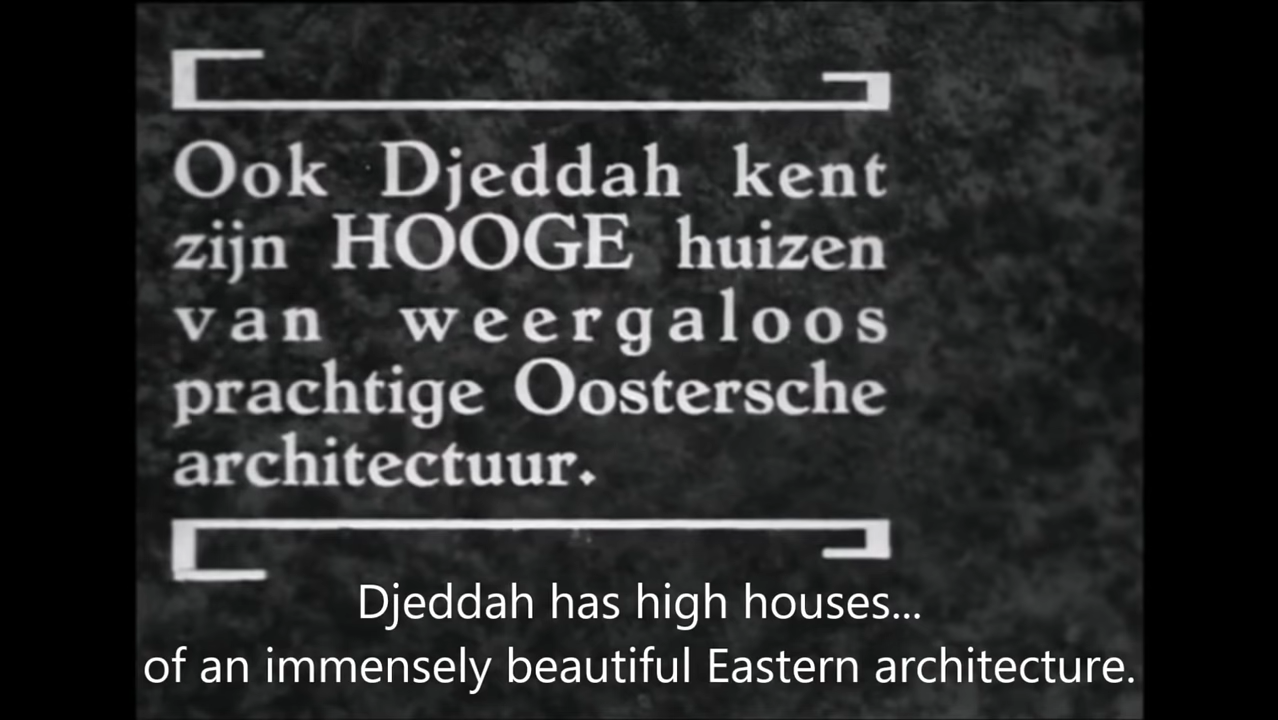 Ook Djeddah kent
zijn HOOGE huizen
van weergaloos
prachtige Oostersche
architectuur.
Djeddah has high houses...
of an immensely beautiful Eastern architecture.